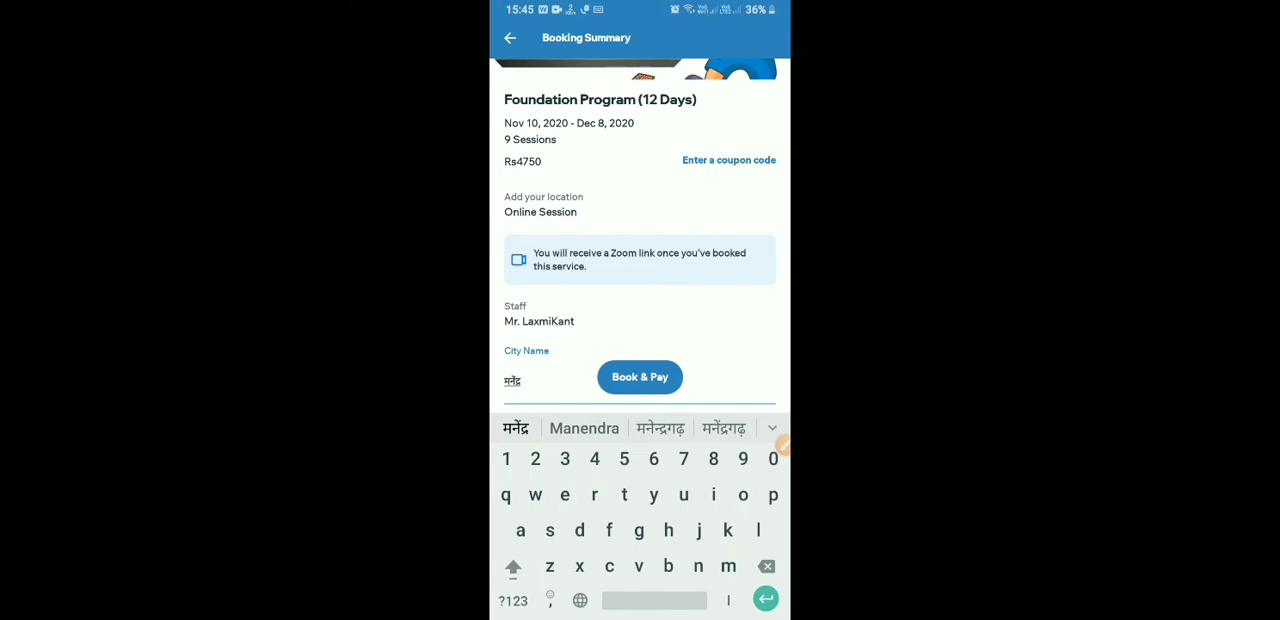 15:45 36%
Booking Summary
Foundation Program (12 Days)
Nov 10, 2020 - Dec 8, 2020
9 Sessions
Rs4750 Enter a coupon code
Add your location
Online Session
You will receive a Zoom link once you've booked
this service.
Staff
Mr. LaxmiKant
City Name
मनेंद्र Book & Pay
मनेंद्र Manendra मनेन्द्रगढ़ मनेंद्रगढ़
1 2 3 4 5 6 7 8 9 0
q w e r t y u i o p
a s d f g h j k l
z x c v b n m
?123 , |